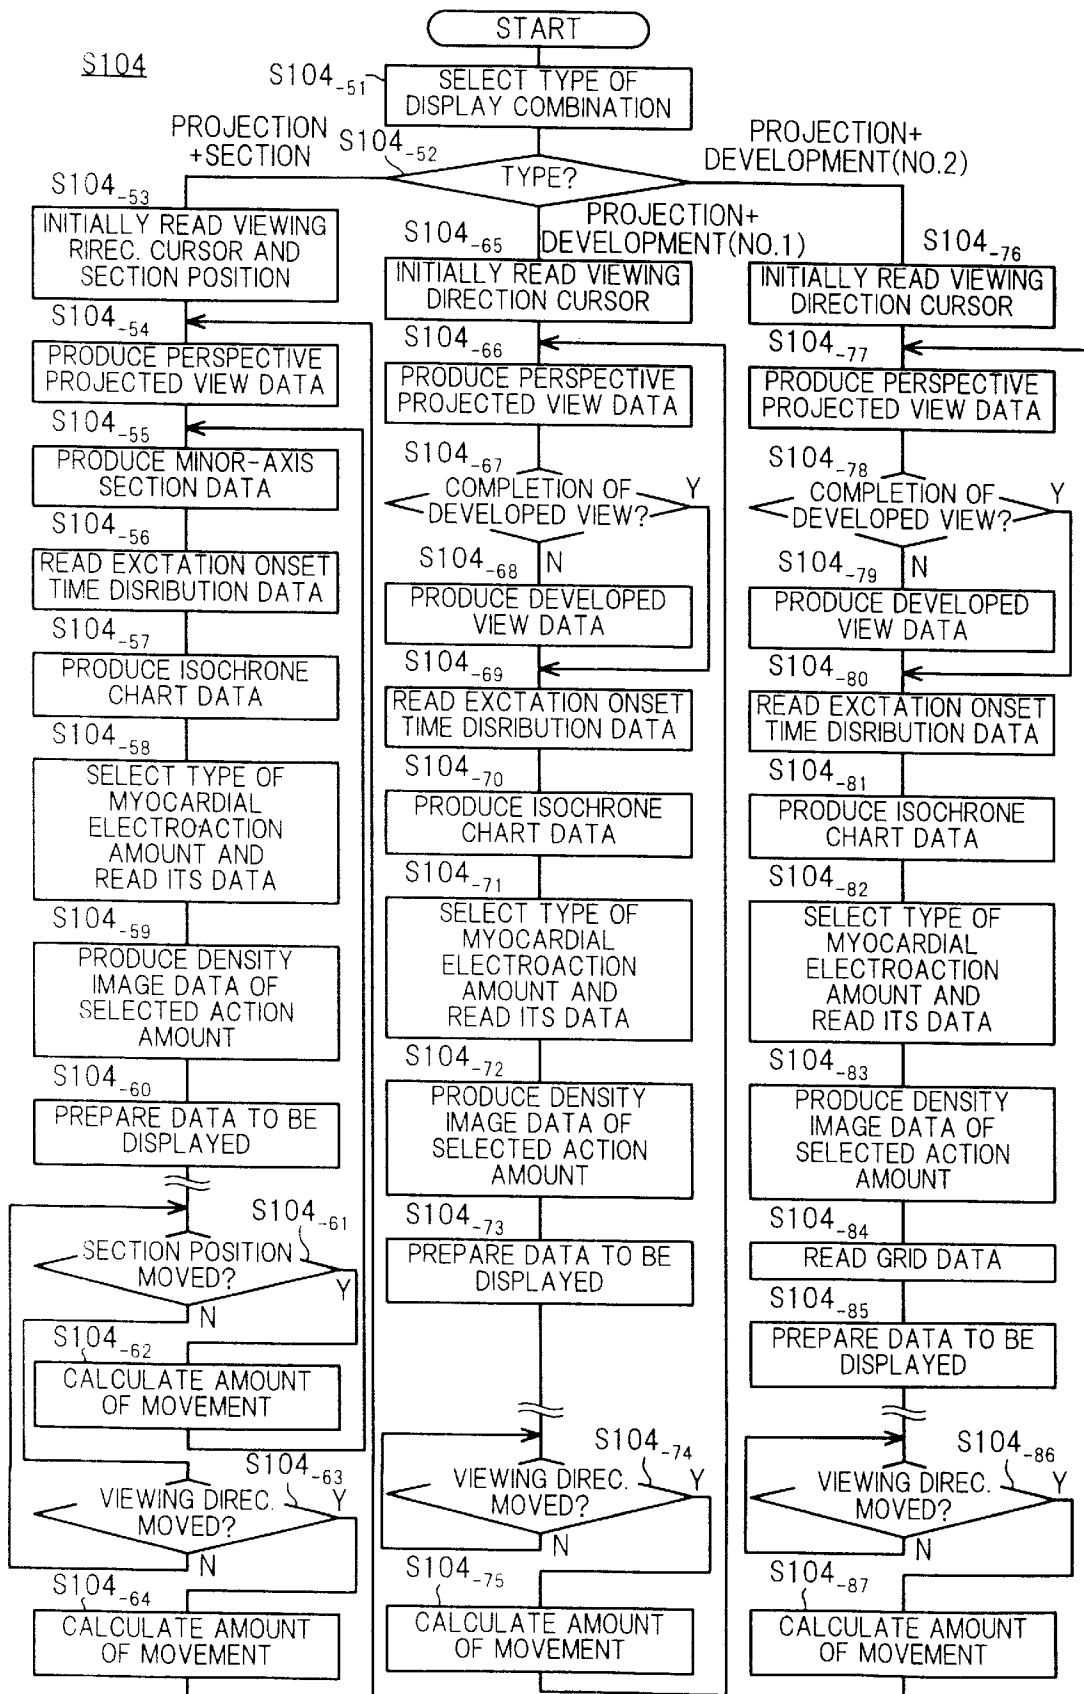 START
S104
S104-51
SELECT TYPE OF
DISPLAY COMBINATION
PROJECTION
+SECTION
S104-52
TYPE?
PROJECTION+
DEVELOPMENT(NO.2)
PROJECTION+
DEVELOPMENT(NO.1)
S104-53
INITIALLY READ VIEWING
RIREC. CURSOR AND
SECTION POSITION
S104-54
PRODUCE PERSPECTIVE
PROJECTED VIEW DATA
S104-55
PRODUCE MINOR-AXIS
SECTION DATA
S104-56
READ EXCTATION ONSET
TIME DISRIBUTION DATA
S104-57
PRODUCE ISOCHRONE
CHART DATA
S104-58
SELECT TYPE OF
MYOCARDIAL
ELECTROACTION
AMOUNT AND
READ ITS DATA
S104-59
PRODUCE DENSITY
IMAGE DATA OF
SELECTED ACTION
AMOUNT
S104-60
PREPARE DATA TO BE
DISPLAYED
S104-61
SECTION POSITION
MOVED?
Y
N
S104-62
CALCULATE AMOUNT
OF MOVEMENT
S104-63
VIEWING DIREC.
MOVED?
Y
N
S104-64
CALCULATE AMOUNT
OF MOVEMENT
S104-65
INITIALLY READ VIEWING
DIRECTION CURSOR
S104-66
PRODUCE PERSPECTIVE
PROJECTED VIEW DATA
S104-67
COMPLETION OF
DEVELOPED VIEW?
Y
N
S104-68
PRODUCE DEVELOPED
VIEW DATA
S104-69
READ EXCTATION ONSET
TIME DISRIBUTION DATA
S104-70
PRODUCE ISOCHRONE
CHART DATA
S104-71
SELECT TYPE OF
MYOCARDIAL
ELECTROACTION
AMOUNT AND
READ ITS DATA
S104-72
PRODUCE DENSITY
IMAGE DATA OF
SELECTED ACTION
AMOUNT
S104-73
PREPARE DATA TO BE
DISPLAYED
S104-74
VIEWING DIREC.
MOVED?
Y
N
S104-75
CALCULATE AMOUNT
OF MOVEMENT
S104-76
INITIALLY READ VIEWING
DIRECTION CURSOR
S104-77
PRODUCE PERSPECTIVE
PROJECTED VIEW DATA
S104-78
COMPLETION OF
DEVELOPED VIEW?
Y
N
S104-79
PRODUCE DEVELOPED
VIEW DATA
S104-80
READ EXCTATION ONSET
TIME DISRIBUTION DATA
S104-81
PRODUCE ISOCHRONE
CHART DATA
S104-82
SELECT TYPE OF
MYOCARDIAL
ELECTROACTION
AMOUNT AND
READ ITS DATA
S104-83
PRODUCE DENSITY
IMAGE DATA OF
SELECTED ACTION
AMOUNT
S104-84
READ GRID DATA
S104-85
PREPARE DATA TO BE
DISPLAYED
S104-86
VIEWING DIREC.
MOVED?
Y
N
S104-87
CALCULATE AMOUNT
OF MOVEMENT